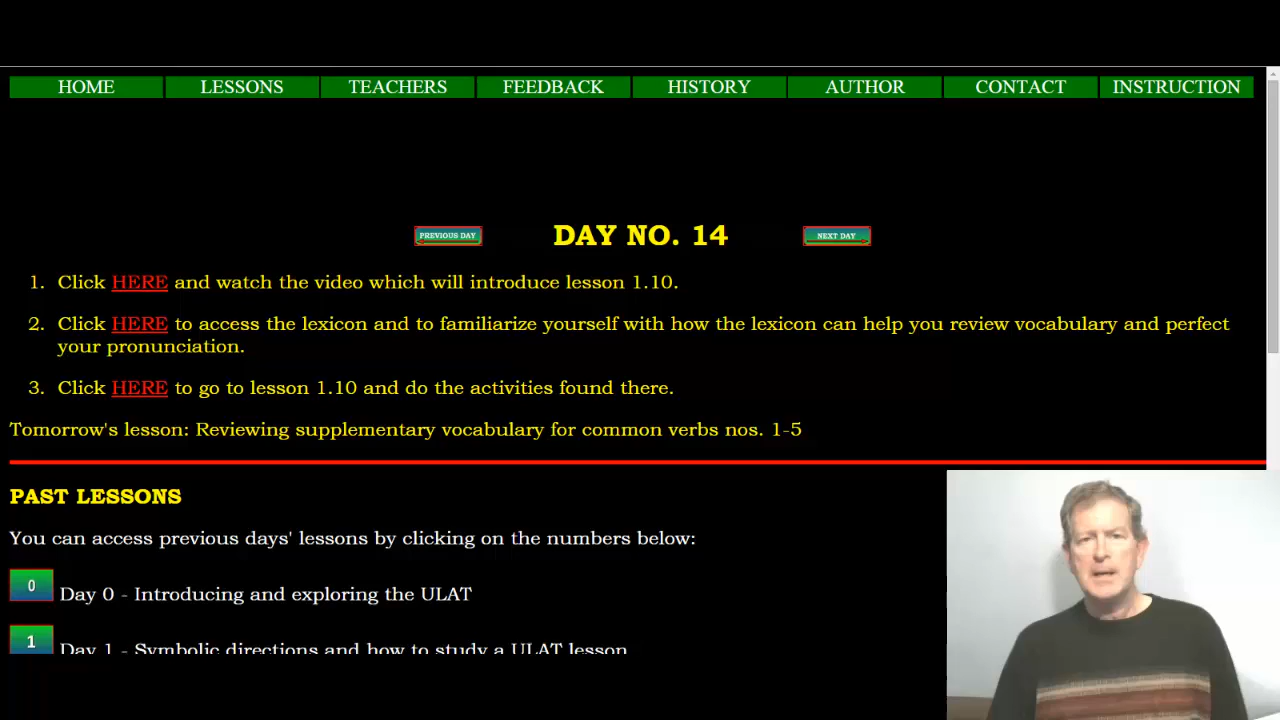 HOME LESSONS TEACHERS FEEDBACK HISTORY AUTHOR CONTACT INSTRUCTION
PREVIOUS DAY DAY NO. 14 NEXT DAY
1. Click HERE and watch the video which will introduce lesson 1.10.
2. Click HERE to access the lexicon and to familiarize yourself with how the lexicon can help you review vocabulary and perfect
your pronunciation.
3. Click HERE to go to lesson 1.10 and do the activities found there.
Tomorrow's lesson: Reviewing supplementary vocabulary for common verbs nos. 1-5
PAST LESSONS
You can access previous days' lessons by clicking on the numbers below:
0 Day 0 - Introducing and exploring the ULAT
1 Day 1 - Symbolic directions and how to study a ULAT lesson